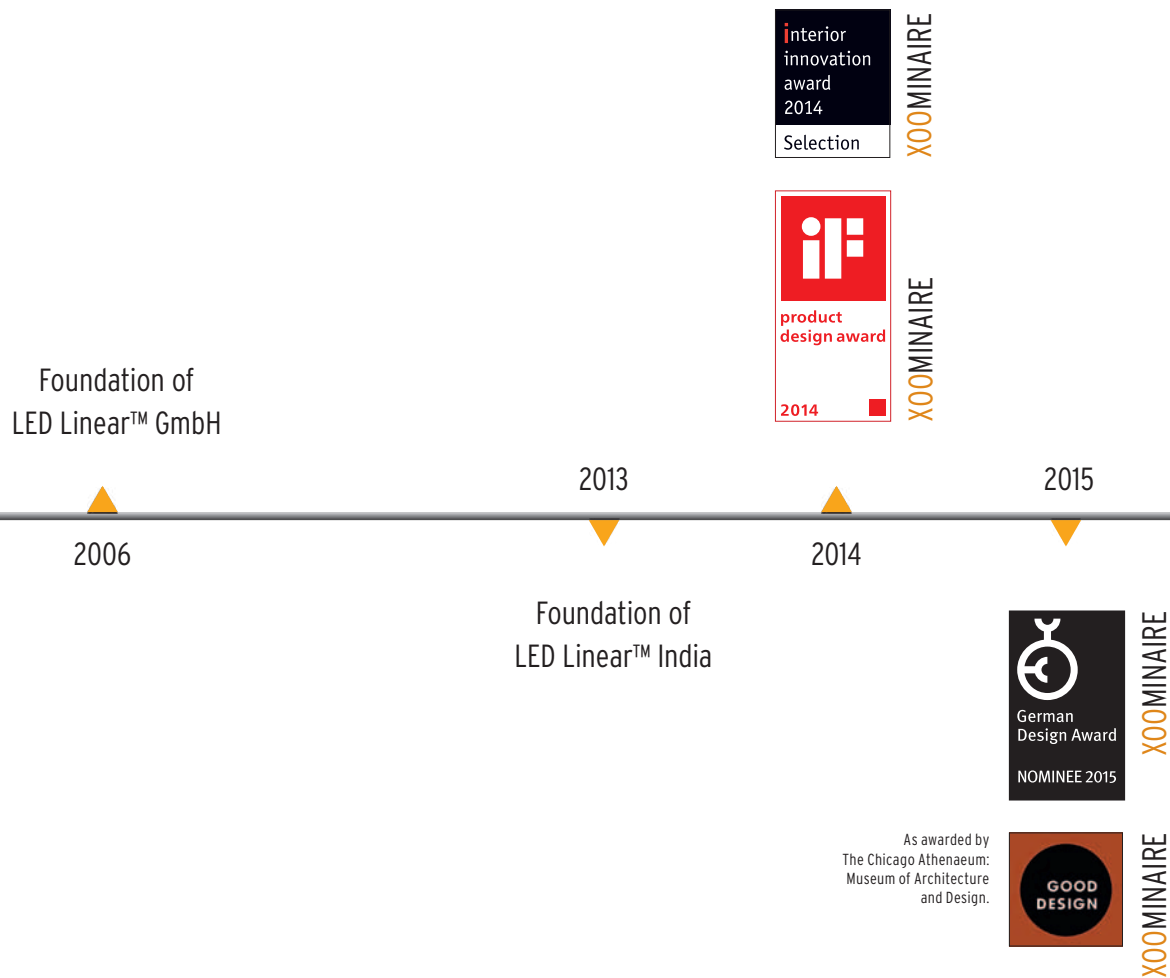 interior
innovation
award
2014
Selection
XOOMINAIRE
iF
product
design award
2014
XOOMINAIRE
Foundation of
LED Linear™ GmbH
2006
2013
Foundation of
LED Linear™ India
2014
2015
German
Design Award
NOMINEE 2015
XOOMINAIRE
As awarded by
The Chicago Athenaeum:
Museum of Architecture
and Design.
GOOD
DESIGN
XOOMINAIRE